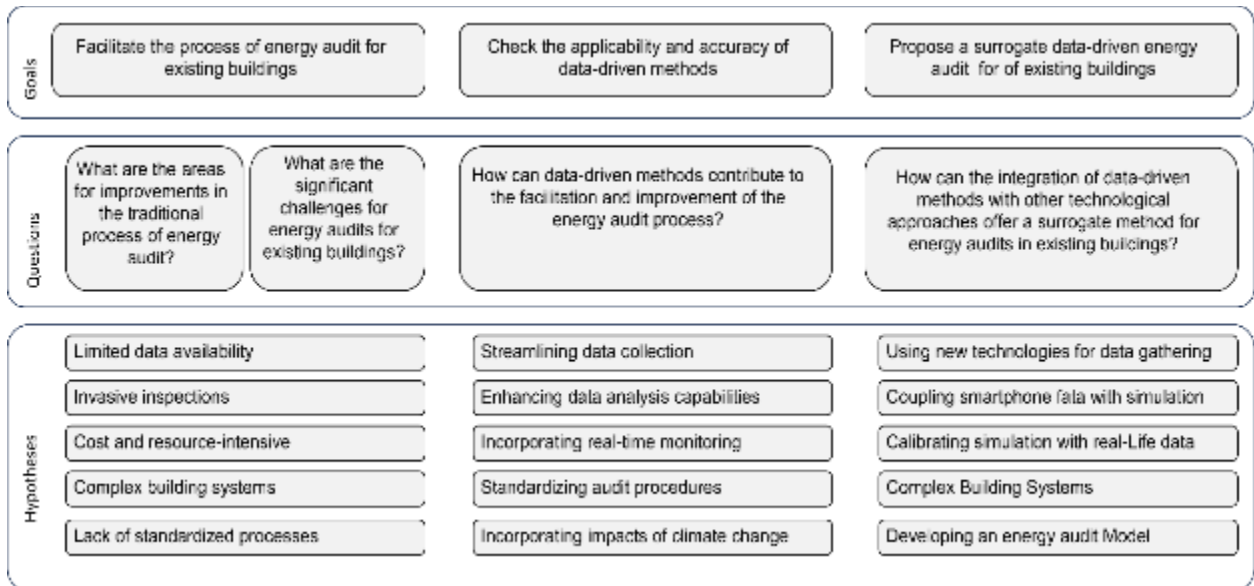 Goals
Facilitate the process of energy audit for
existing buildings
Check the applicability and accuracy of
data-driven methods
Propose a surrogate data-driven energy
audit for of existing buildings
Questions
What are the areas
for improvements in
the traditional
process of energy
audit?
What are the
significant
challenges for
energy audits for
existing buildings?
How can data-driven methods contribute to
the facilitation and improvement of the
energy audit process?
How can the integration of data-driven
methods with other technological
approaches offer a surrogate method for
energy audits in existing buildings?
Hypotheses
Limited data availability
Invasive inspections
Cost and resource-intensive
Complex building systems
Lack of standardized processes
Streamlining data collection
Enhancing data analysis capabilities
Incorporating real-time monitoring
Standardizing audit procedures
Incorporating impacts of climate change
Using new technologies for data gathering
Coupling smartphone fata with simulation
Calibrating simulation with real-Life data
Complex Building Systems
Developing an energy audit Model